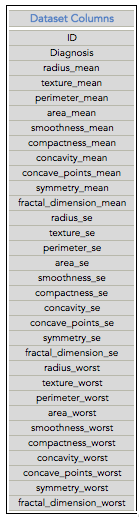 Dataset Columns
ID
Diagnosis
radius_mean
texture_mean
perimeter_mean
area_mean
smoothness_mean
compactness_mean
concavity_mean
concave_points_mean
symmetry_mean
fractal_dimension_mean
radius_se
texture_se
perimeter_se
area_se
smoothness_se
compactness_se
concavity_se
concave_points_se
symmetry_se
fractal_dimension_se
radius_worst
texture_worst
perimeter_worst
area_worst
smoothness_worst
compactness_worst
concavity_worst
concave_points_worst
symmetry_worst
fractal_dimension_worst